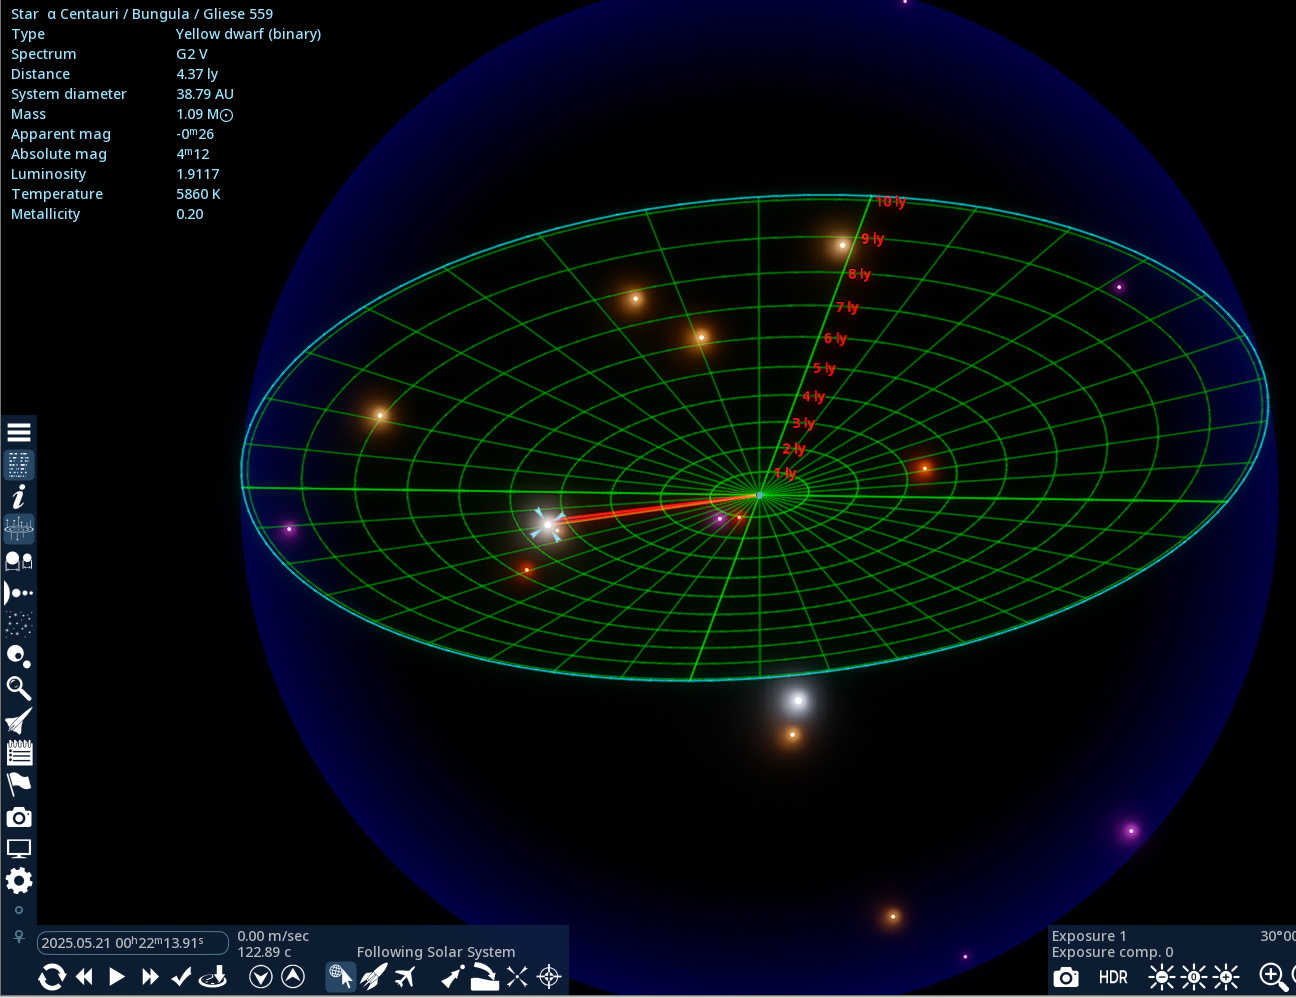 Star α Centauri / Bungula / Gliese 559
Type Yellow dwarf (binary)
Spectrum G2 V
Distance 4.37 ly
System diameter 38.79 AU
Mass 1.09 M☉
Apparent mag -0ᵐ26
Absolute mag 4ᵐ12
Luminosity 1.9117
Temperature 5860 K
Metallicity 0.20
10 ly
9 ly
8 ly
7 ly
6 ly
5 ly
4 ly
3 ly
2 ly
1 ly
2025.05.21 00ʰ22ᵐ13.91ˢ
0.00 m/sec
122.89 c
Following Solar System
Exposure 1
Exposure comp. 0
30°00
HDR